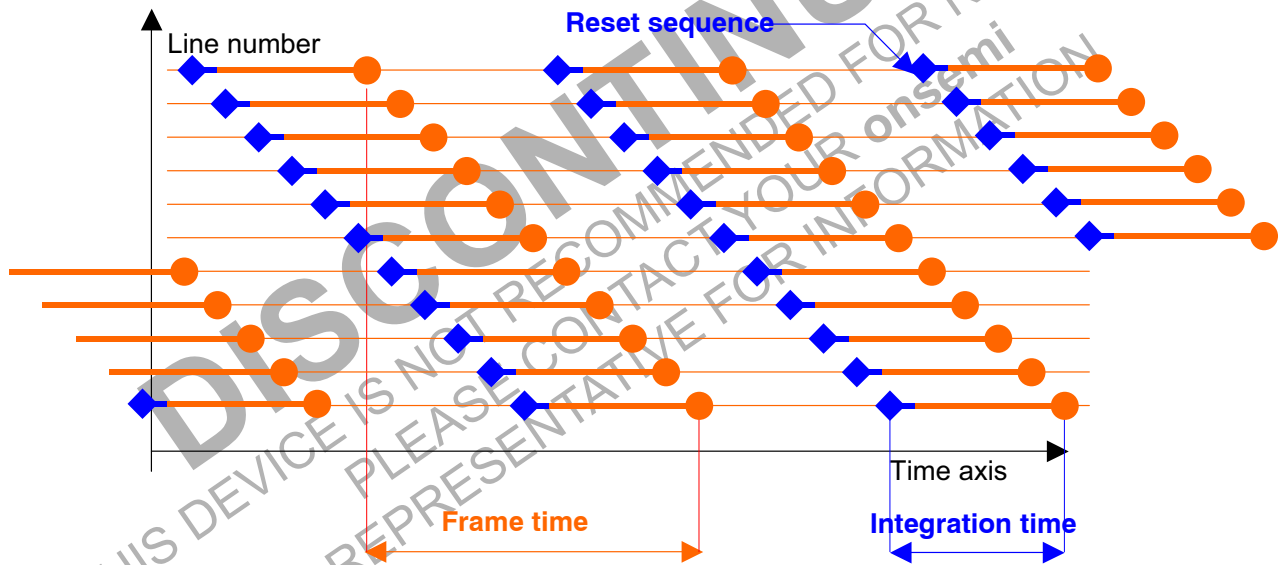 Reset sequence
Line number
Time axis
Frame time
Integration time
DISCONTINU
THIS DEVICE IS NOT RECOMMENDED FOR N
PLEASE CONTACT YOUR onsemi
REPRESENTATIVE FOR INFORMATION